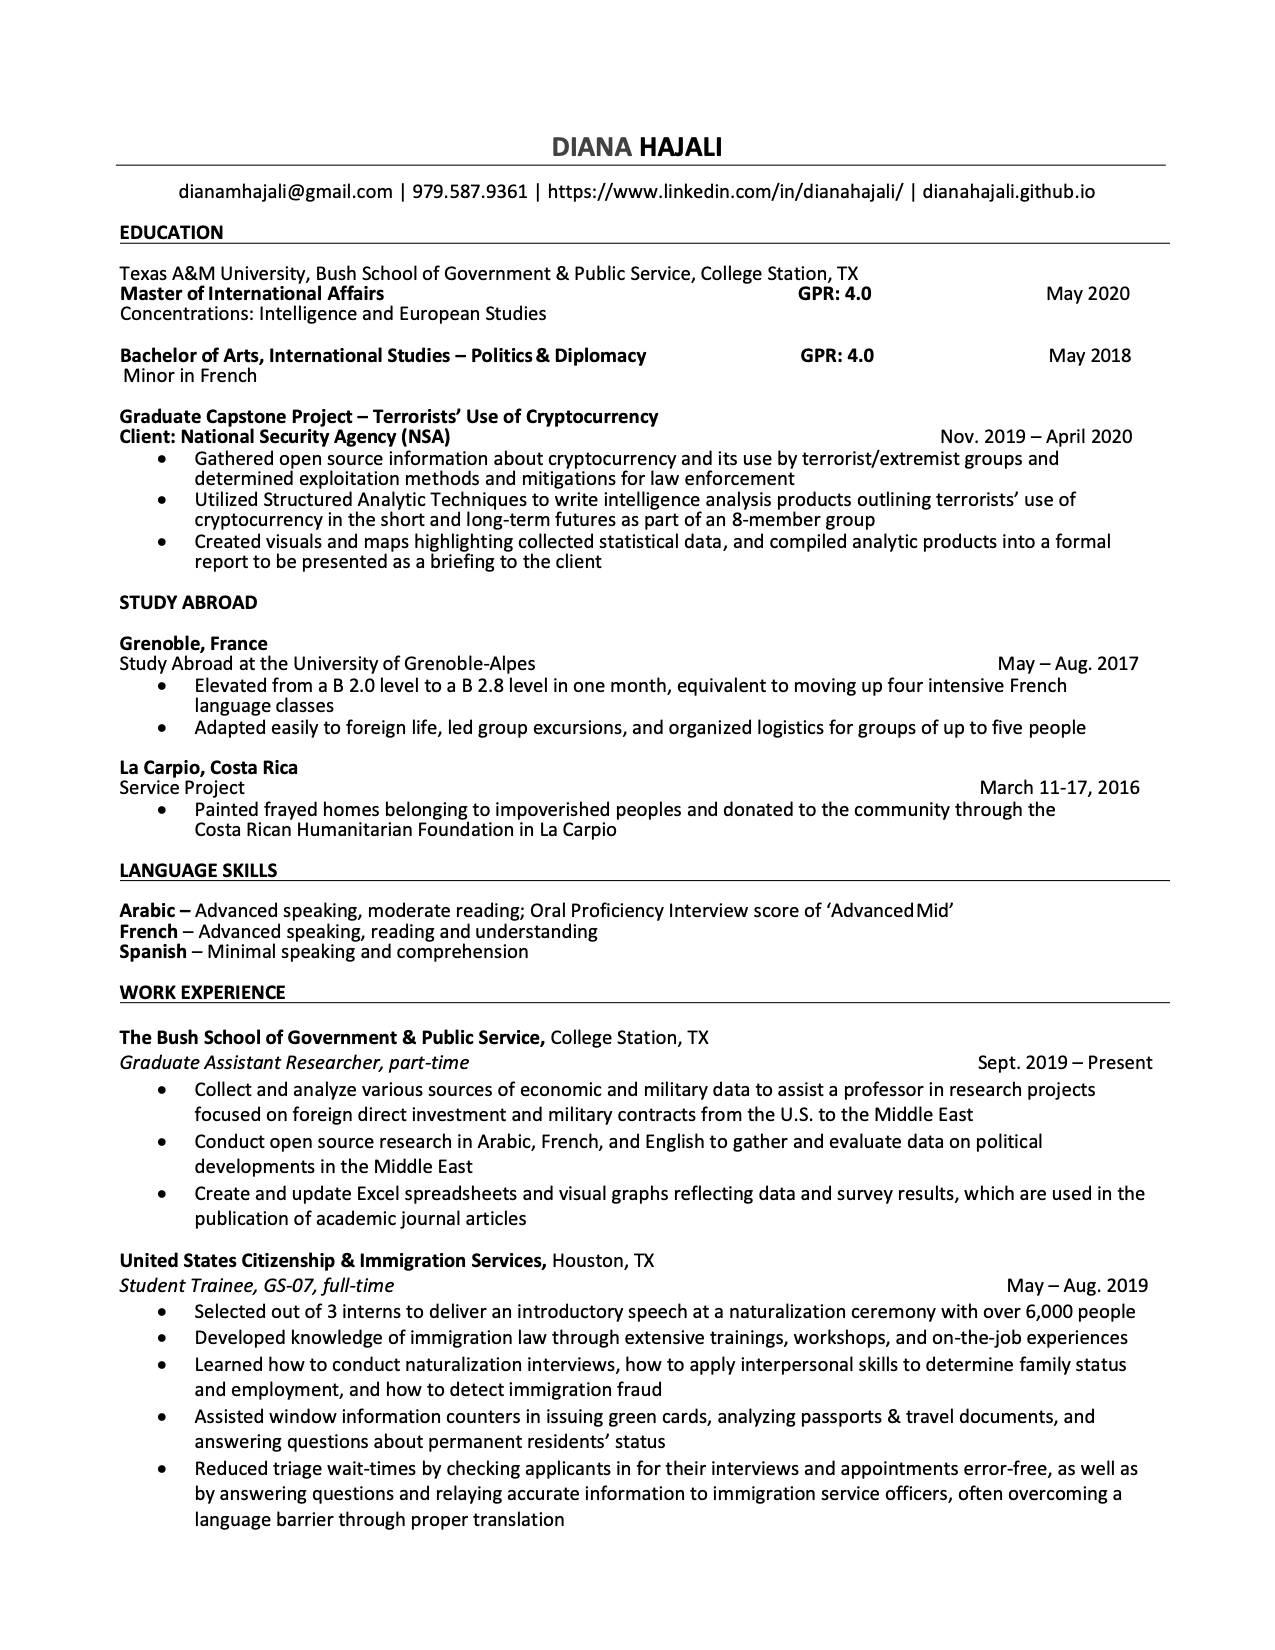 DIANA HAJALI
dianamhajali@gmail.com | 979.587.9361 | https://www.linkedin.com/in/dianahajali/ | dianahajali.github.io
EDUCATION
Texas A&M University, Bush School of Government & Public Service, College Station, TX
Master of International Affairs GPR: 4.0 May 2020
Concentrations: Intelligence and European Studies
Bachelor of Arts, International Studies – Politics & Diplomacy GPR: 4.0 May 2018
Minor in French
Graduate Capstone Project – Terrorists’ Use of Cryptocurrency
Client: National Security Agency (NSA) Nov. 2019 – April 2020
• Gathered open source information about cryptocurrency and its use by terrorist/extremist groups and
determined exploitation methods and mitigations for law enforcement
• Utilized Structured Analytic Techniques to write intelligence analysis products outlining terrorists’ use of
cryptocurrency in the short and long-term futures as part of an 8-member group
• Created visuals and maps highlighting collected statistical data, and compiled analytic products into a formal
report to be presented as a briefing to the client
STUDY ABROAD
Grenoble, France
Study Abroad at the University of Grenoble-Alpes May – Aug. 2017
• Elevated from a B 2.0 level to a B 2.8 level in one month, equivalent to moving up four intensive French
language classes
• Adapted easily to foreign life, led group excursions, and organized logistics for groups of up to five people
La Carpio, Costa Rica
Service Project March 11-17, 2016
• Painted frayed homes belonging to impoverished peoples and donated to the community through the
Costa Rican Humanitarian Foundation in La Carpio
LANGUAGE SKILLS
Arabic – Advanced speaking, moderate reading; Oral Proficiency Interview score of ‘Advanced Mid’
French – Advanced speaking, reading and understanding
Spanish – Minimal speaking and comprehension
WORK EXPERIENCE
The Bush School of Government & Public Service, College Station, TX
Graduate Assistant Researcher, part-time Sept. 2019 – Present
• Collect and analyze various sources of economic and military data to assist a professor in research projects
focused on foreign direct investment and military contracts from the U.S. to the Middle East
• Conduct open source research in Arabic, French, and English to gather and evaluate data on political
developments in the Middle East
• Create and update Excel spreadsheets and visual graphs reflecting data and survey results, which are used in the
publication of academic journal articles
United States Citizenship & Immigration Services, Houston, TX
Student Trainee, GS-07, full-time May – Aug. 2019
• Selected out of 3 interns to deliver an introductory speech at a naturalization ceremony with over 6,000 people
• Developed knowledge of immigration law through extensive trainings, workshops, and on-the-job experiences
• Learned how to conduct naturalization interviews, how to apply interpersonal skills to determine family status
and employment, and how to detect immigration fraud
• Assisted window information counters in issuing green cards, analyzing passports & travel documents, and
answering questions about permanent residents’ status
• Reduced triage wait-times by checking applicants in for their interviews and appointments error-free, as well as
by answering questions and relaying accurate information to immigration service officers, often overcoming a
language barrier through proper translation